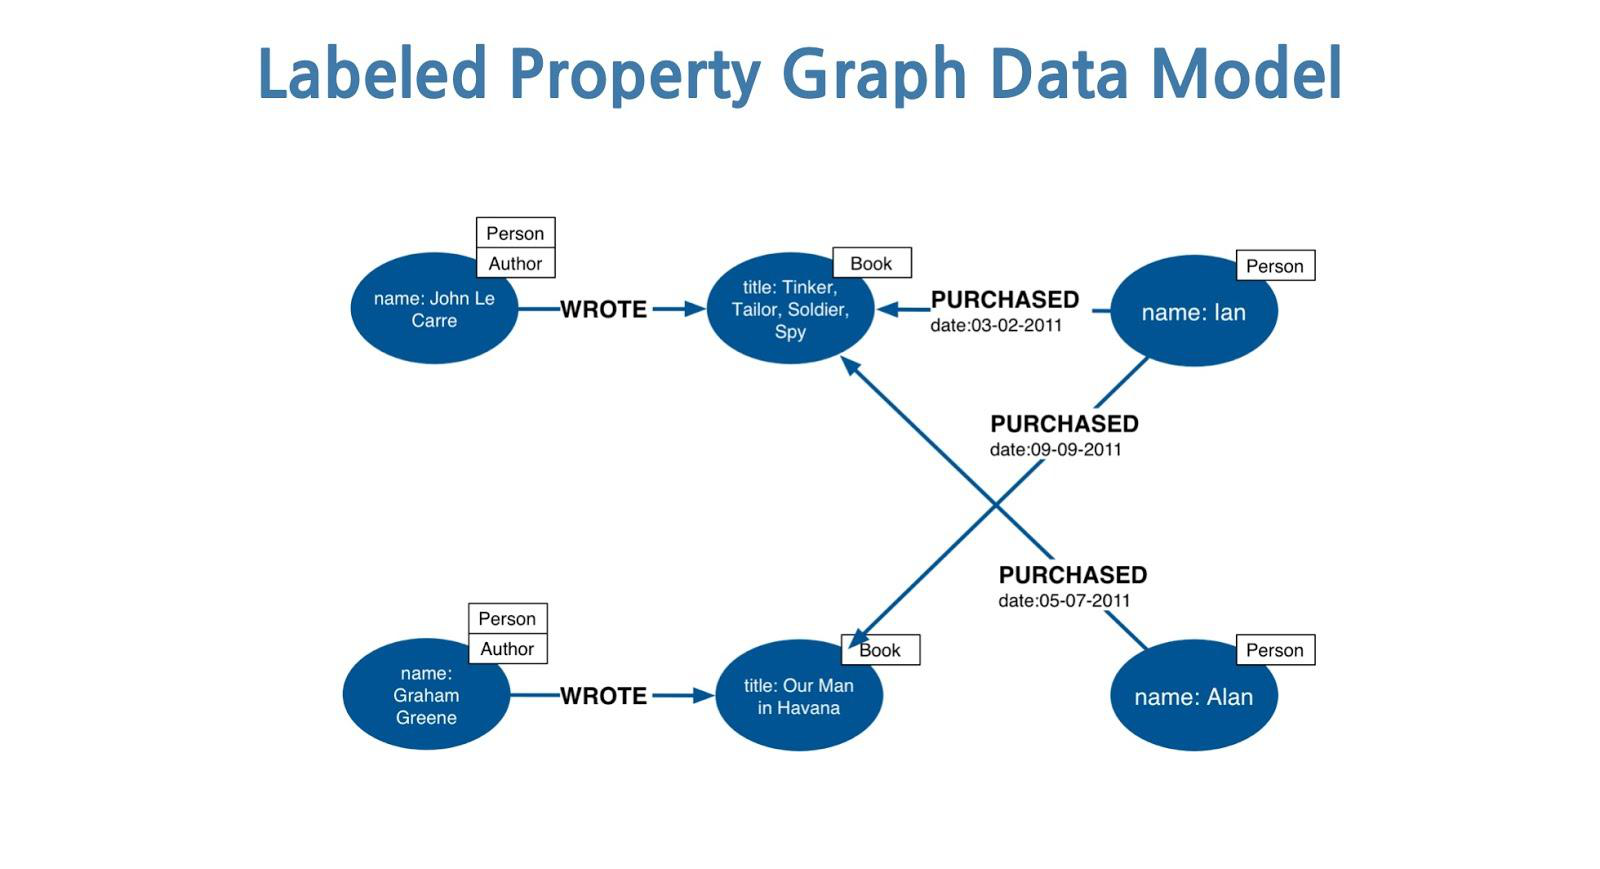 Labeled Property Graph Data Model
Person
Author
name: John Le
Carre
WROTE
Book
title: Tinker,
Tailor, Soldier,
Spy
PURCHASED
date:03-02-2011
Person
name: Ian
PURCHASED
date:09-09-2011
PURCHASED
date:05-07-2011
Person
Author
name:
Graham
Greene
WROTE
Book
title: Our Man
in Havana
Person
name: Alan